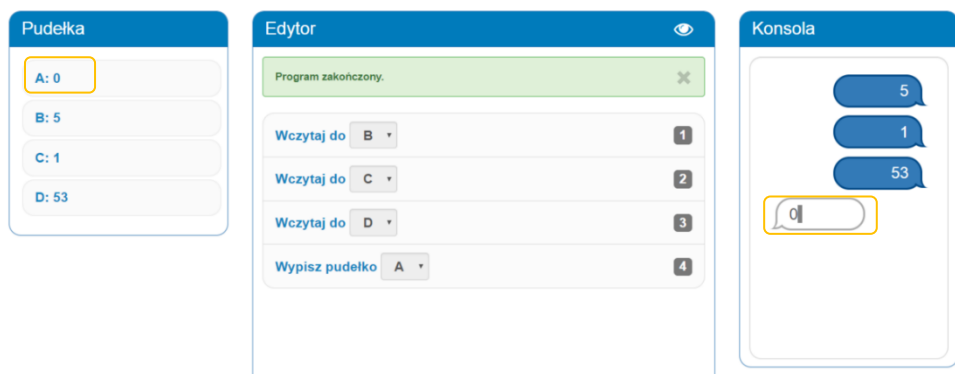 Pudełka
A: 0
B: 5
C: 1
D: 53
Edytor
Program zakończony.
Wczytaj do B 1
Wczytaj do C 2
Wczytaj do D 3
Wypisz pudełko A 4
Konsola
5
1
53
0